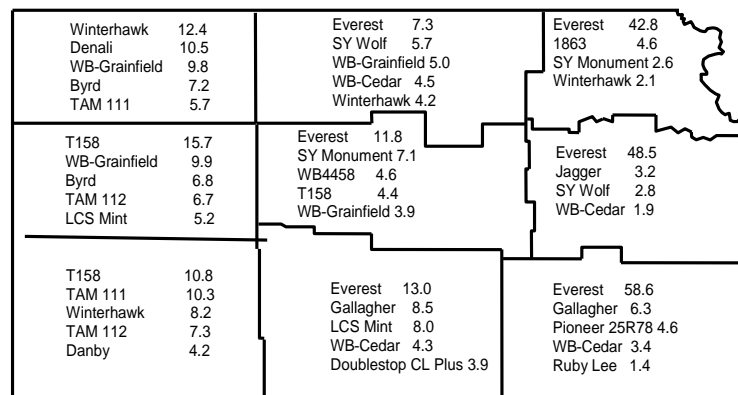 Winterhawk 12.4
Denali 10.5
WB-Grainfield 9.8
Byrd 7.2
TAM 111 5.7
Everest 7.3
SY Wolf 5.7
WB-Grainfield 5.0
WB-Cedar 4.5
Winterhawk 4.2
Everest 42.8
1863 4.6
SY Monument 2.6
Winterhawk 2.1
T158 15.7
WB-Grainfield 9.9
Byrd 6.8
TAM 112 6.7
LCS Mint 5.2
Everest 11.8
SY Monument 7.1
WB4458 4.6
T158 4.4
WB-Grainfield 3.9
Everest 48.5
Jagger 3.2
SY Wolf 2.8
WB-Cedar 1.9
T158 10.8
TAM 111 10.3
Winterhawk 8.2
TAM 112 7.3
Danby 4.2
Everest 13.0
Gallagher 8.5
LCS Mint 8.0
WB-Cedar 4.3
Doublestop CL Plus 3.9
Everest 58.6
Gallagher 6.3
Pioneer 25R78 4.6
WB-Cedar 3.4
Ruby Lee 1.4